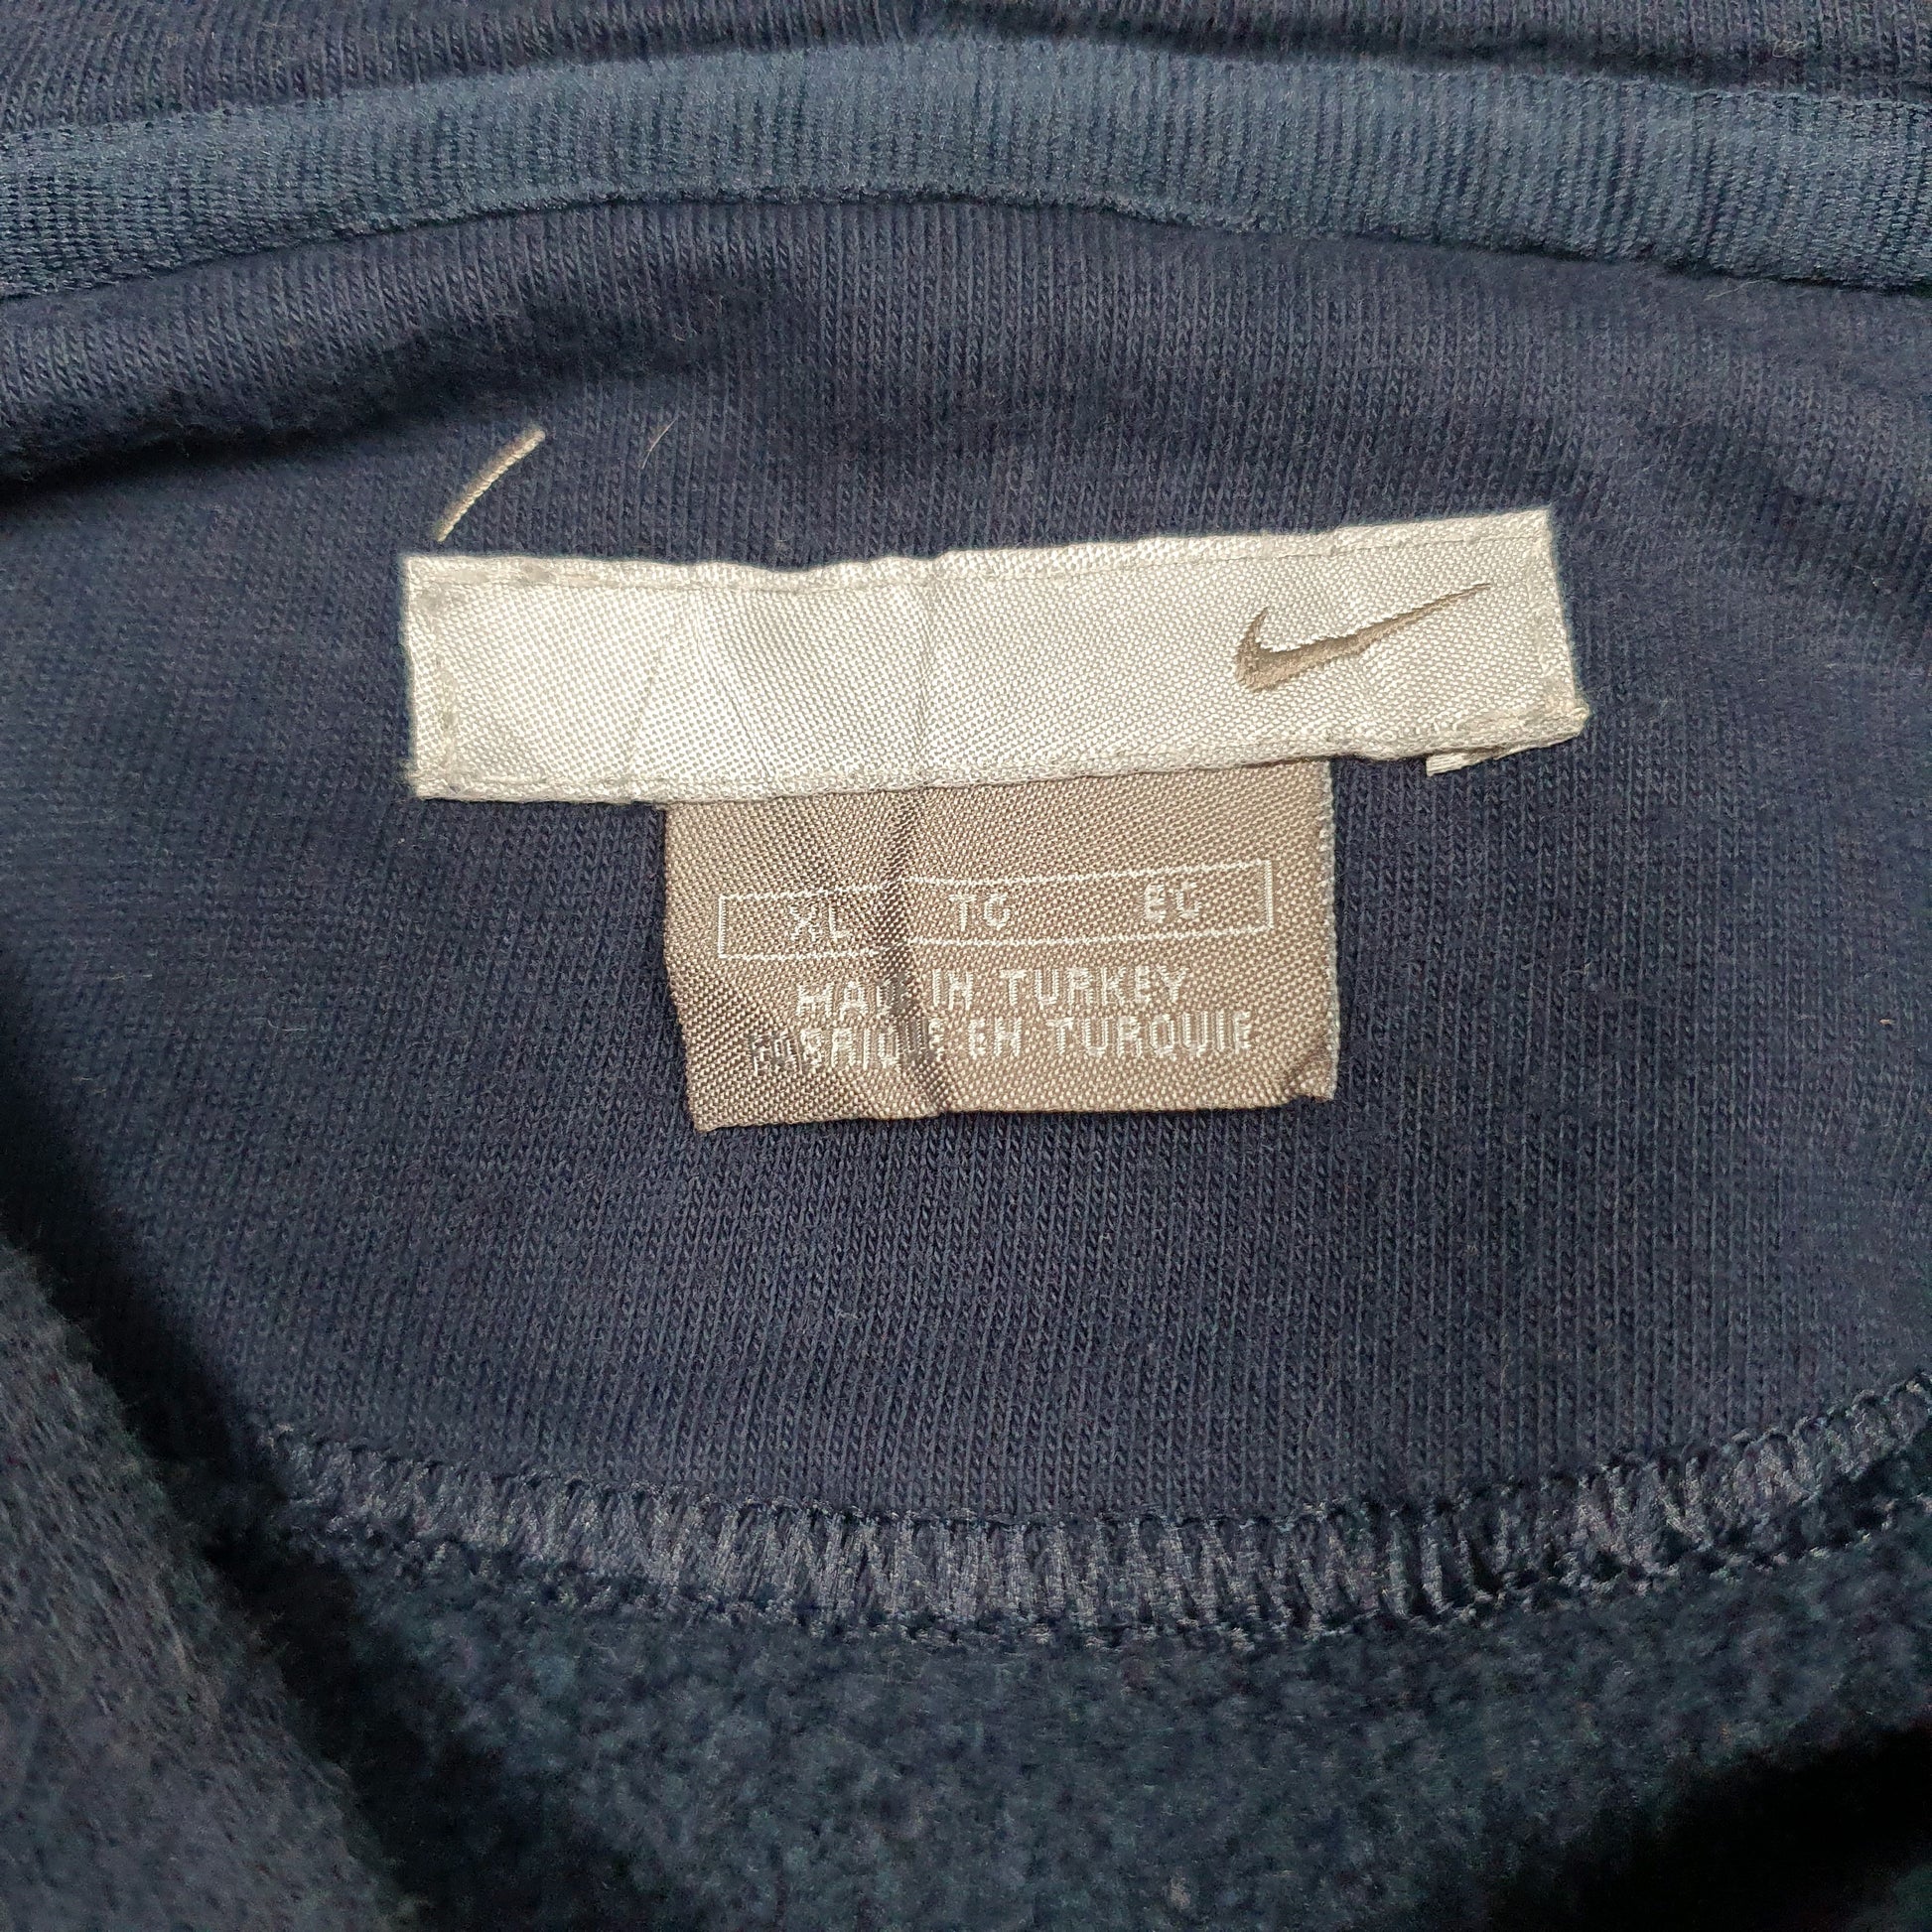 XL TG EG
MADE IN TURKEY
FABRIQUE EN TURQUIE